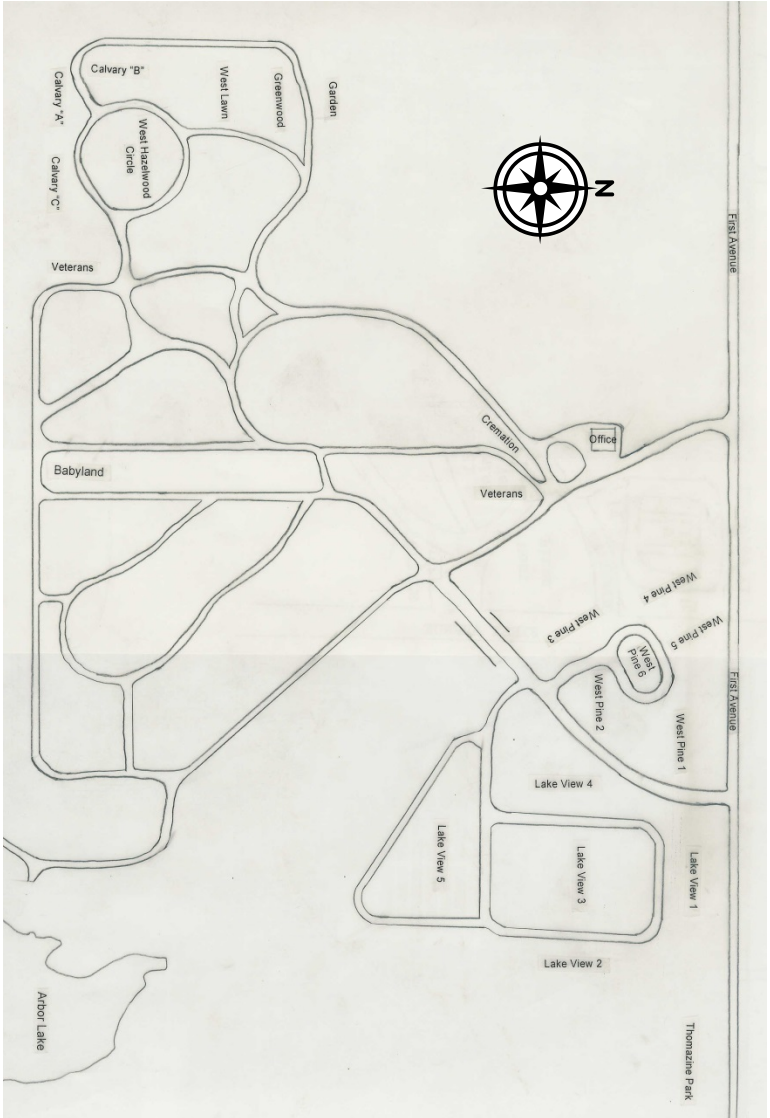 Calvary "B"
Calvary "A"
Calvary "C"
West Lawn
Greenwood
Garden
West Hazelwood
Circle
Veterans
N
First Avenue
Cremation
Office
Babyland
Veterans
West Pine 4
West Pine 3
West Pine 5
West
Pine 6
West Pine 2
West Pine 1
First Avenue
Lake View 4
Lake View 5
Lake View 3
Lake View 1
Lake View 2
Arbor Lake
Thomazine Park